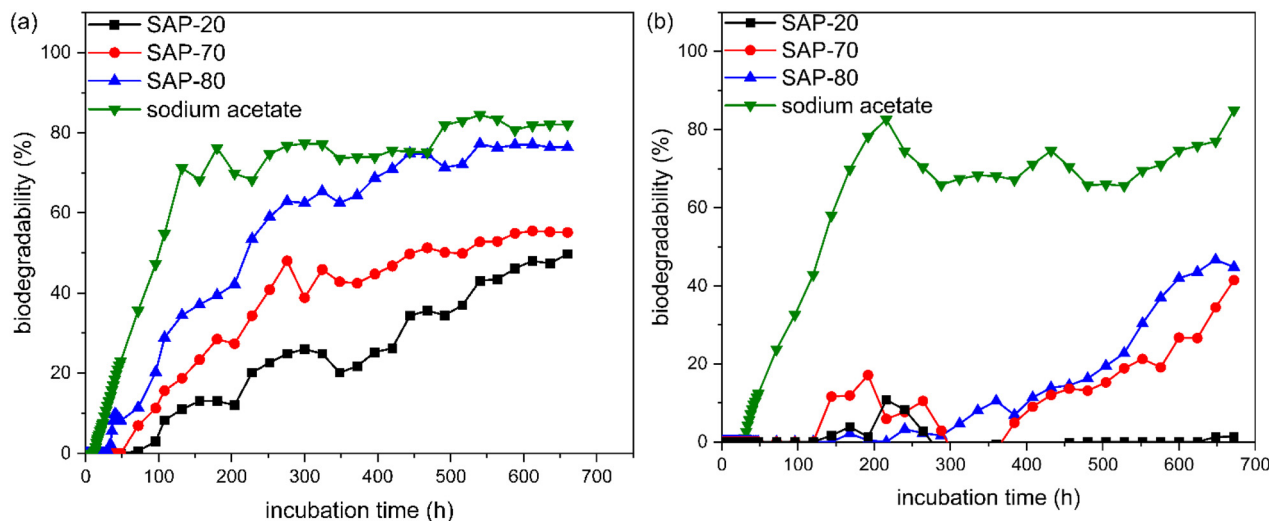 (a)
SAP-20
SAP-70
SAP-80
sodium acetate
100
80
60
40
20
0
biodegradability (%)
0 100 200 300 400 500 600 700
incubation time (h)
(b)
SAP-20
SAP-70
SAP-80
sodium acetate
100
80
60
40
20
0
biodegradability (%)
0 100 200 300 400 500 600 700
incubation time (h)